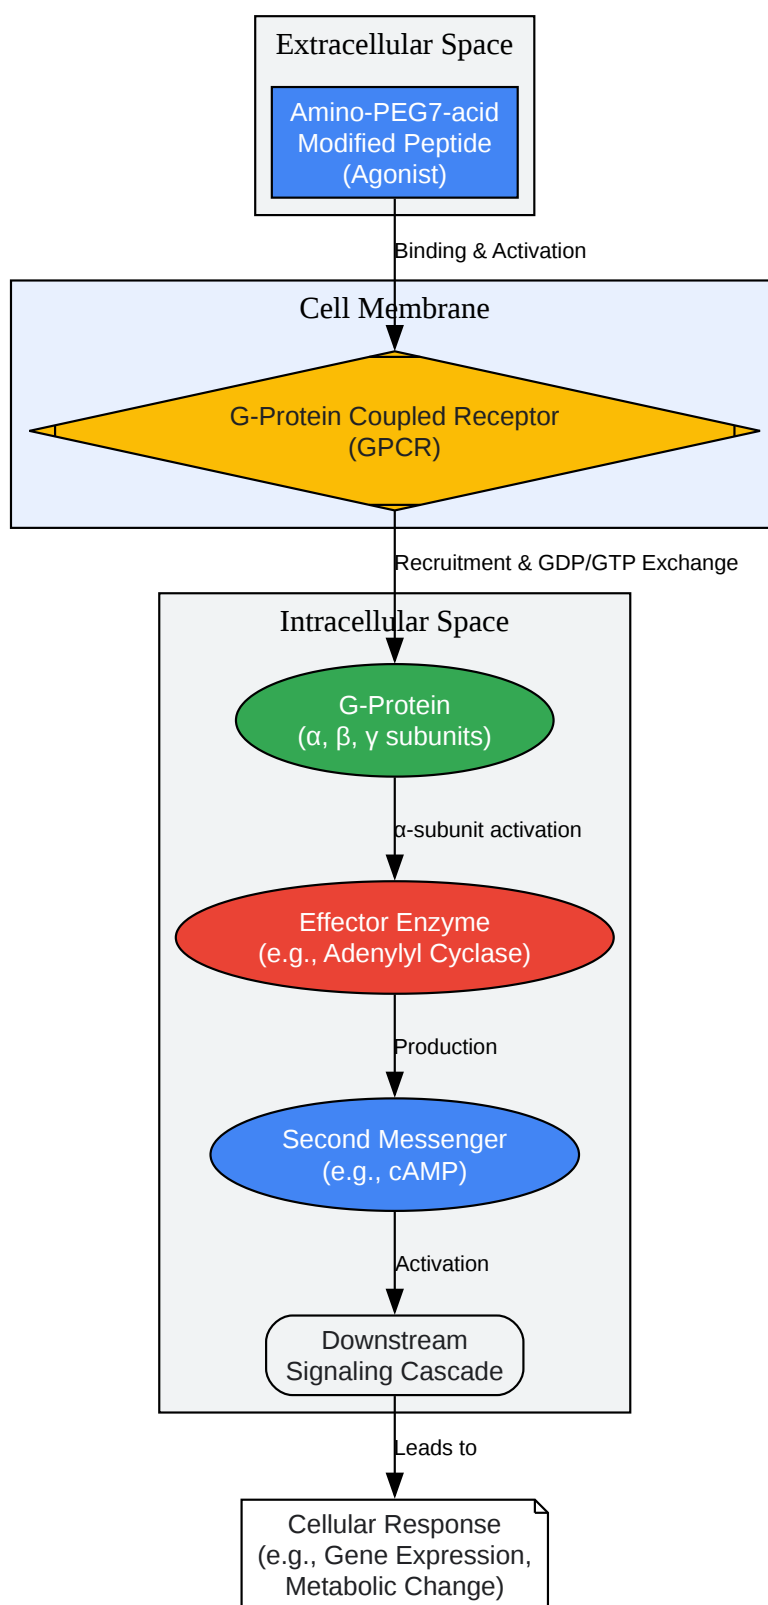 Extracellular Space
Amino-PEG7-acid
Modified Peptide
(Agonist)
Binding & Activation
Cell Membrane
G-Protein Coupled Receptor
(GPCR)
Recruitment & GDP/GTP Exchange
Intracellular Space
G-Protein
(α, β, γ subunits)
α-subunit activation
Effector Enzyme
(e.g., Adenylyl Cyclase)
Production
Second Messenger
(e.g., cAMP)
Activation
Downstream
Signaling Cascade
Leads to
Cellular Response
(e.g., Gene Expression,
Metabolic Change)